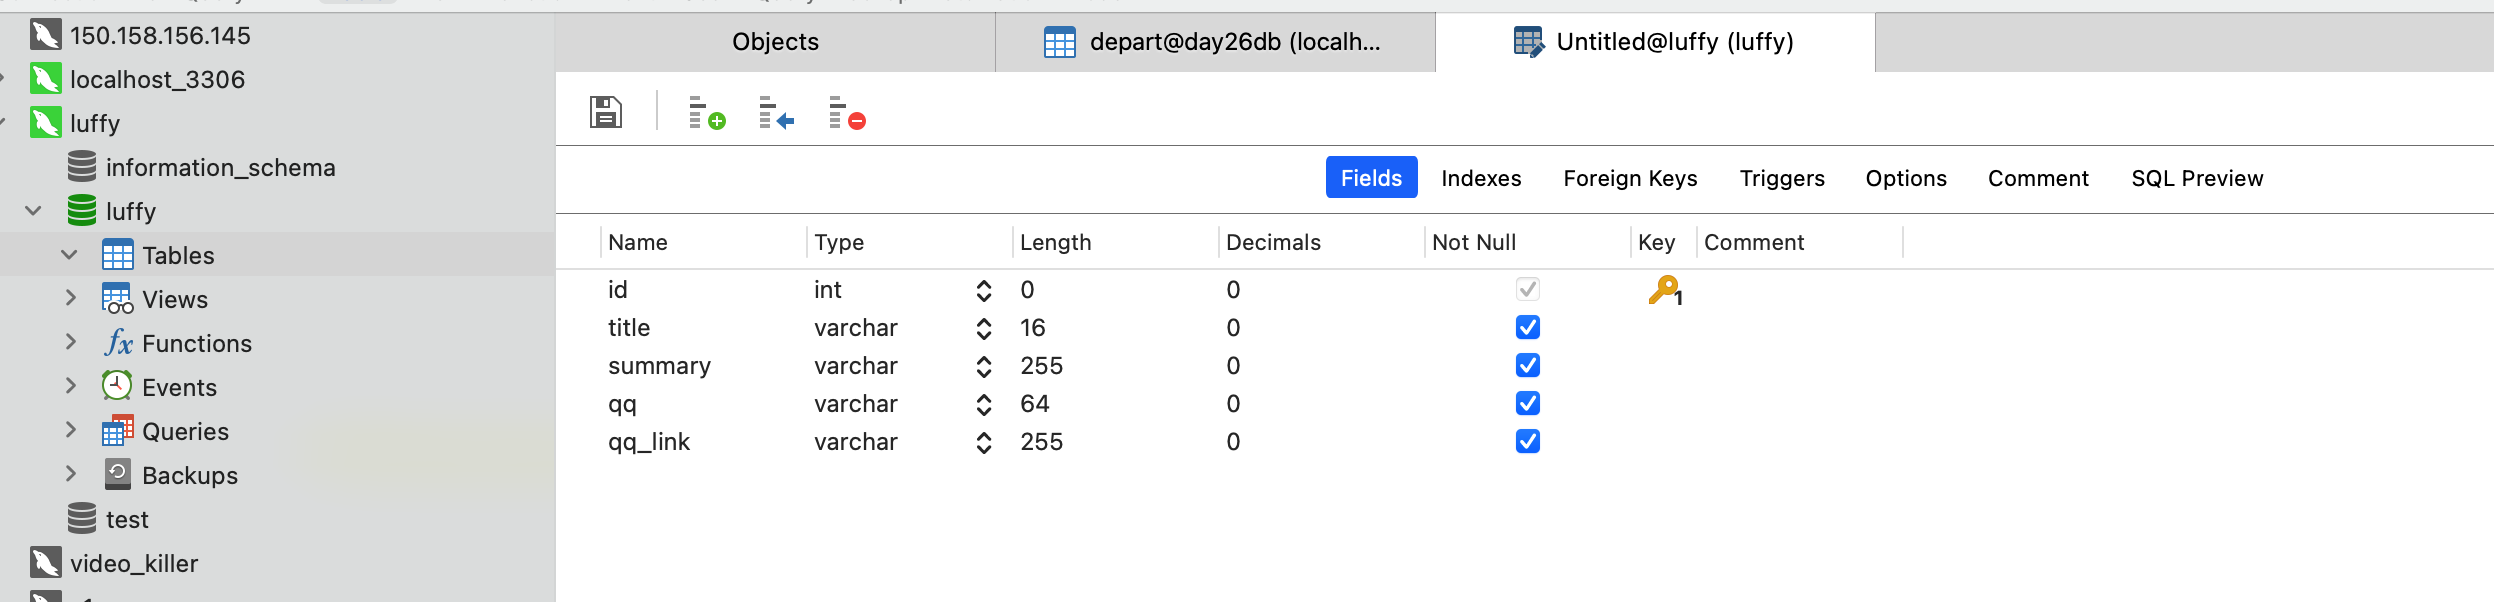 150.158.156.145
localhost_3306
luffy
information_schema
luffy
Tables
Views
Functions
Events
Queries
Backups
test
video_killer
Objects
depart@day26db (localh...
Untitled@luffy (luffy)
Fields Indexes Foreign Keys Triggers Options Comment SQL Preview
Name Type Length Decimals Not Null Key Comment
id int 0 0 1
title varchar 16 0
summary varchar 255 0
qq varchar 64 0
qq_link varchar 255 0